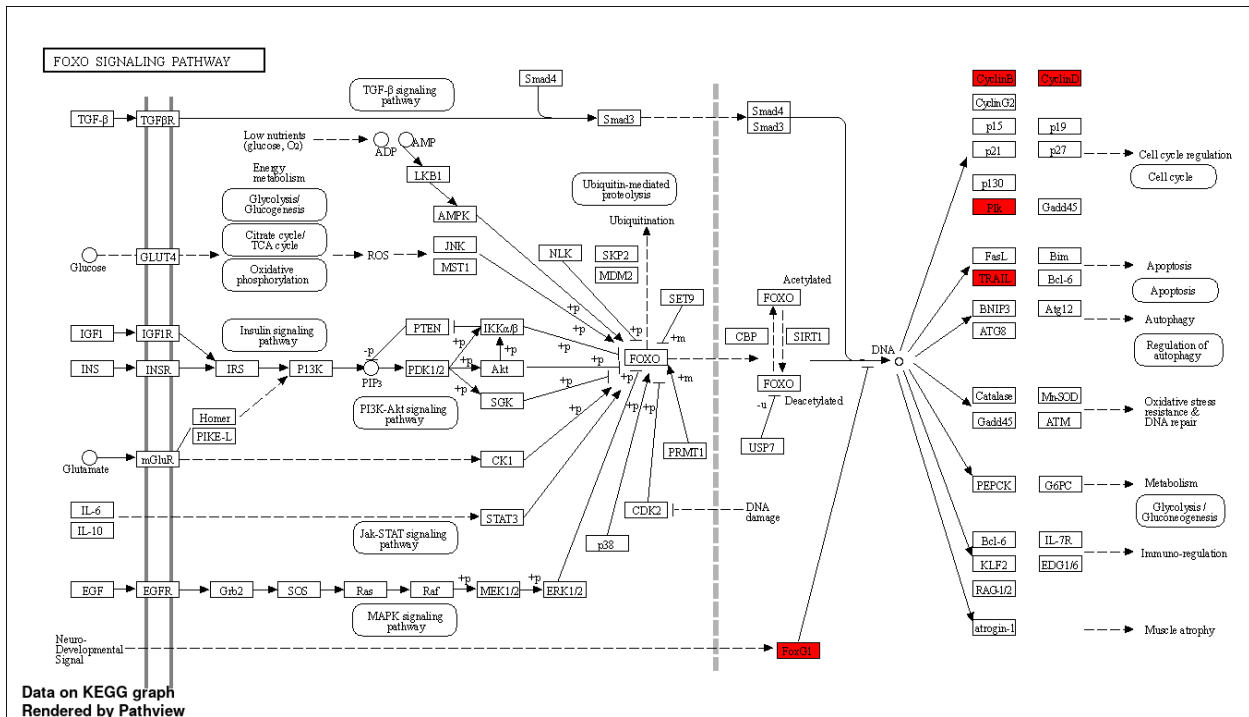 FOXO SIGNALING PATHWAY
Smad4
TGF-β signaling
pathway
TGF-β
TGFβR
Smad3
Smad4
Smad3
Low nutrients
(glucose, O2)
ADP
AMP
LKB1
AMPK
Energy
metabolism
Glycolysis/
Glucogenesis
Citrate cycle/
TCA cycle
Oxidative
phosphorylation
Glucose
GLUT4
ROS
JNK
MST1
NLK
Ubiquitin-mediated
proteolysis
Ubiquitination
SKP2
MDM2
SET9
+p
+p
+p
+p
+m
IGF1
IGF1R
Insulin signaling
pathway
PTEN
IKKα/β
INS
INSR
IRS
P13K
-p
PIP3
PDK1/2
+p
+p
+p
+p
Akt
SGK
+p
+p
+p
+p
+p
+p
+m
FOXO
PI3K-Akt signaling
pathway
Homer
PIKE-L
Glutamate
mGluR
CK1
PRMT1
IL-6
IL-10
STAT3
Jak-STAT signaling
pathway
p38
CDK2
DNA
damage
EGF
EGFR
Grb2
SOS
Ras
Raf
+p
MEK1/2
+p
ERK1/2
MAPK signaling
pathway
Neuro-
Developmental
Signal
FoxG1
Acetylated
FOXO
CBP
SIRT1
FOXO
-u
Deacetylated
USP7
DNA
CyclinB
CyclinD
CyclinG2
p15
p19
p21
p27
Cell cycle regulation
Cell cycle
p130
Plk
Gadd45
FasL
Bim
Apoptosis
TRAIL
Bcl-6
Apoptosis
BNIP3
Atg12
Autophagy
ATG8
Regulation of
autophagy
Catalase
Mn-SOD
Oxidative stress
resistance &
DNA repair
Gadd45
ATM
PEPCK
G6PC
Metabolism
Glycolysis /
Gluconeogenesis
Bcl-6
IL-7R
Immuno-regulation
KLF2
EDG1/6
RAG-1/2
atrogin-1
Muscle atrophy
Data on KEGG graph
Rendered by Pathview